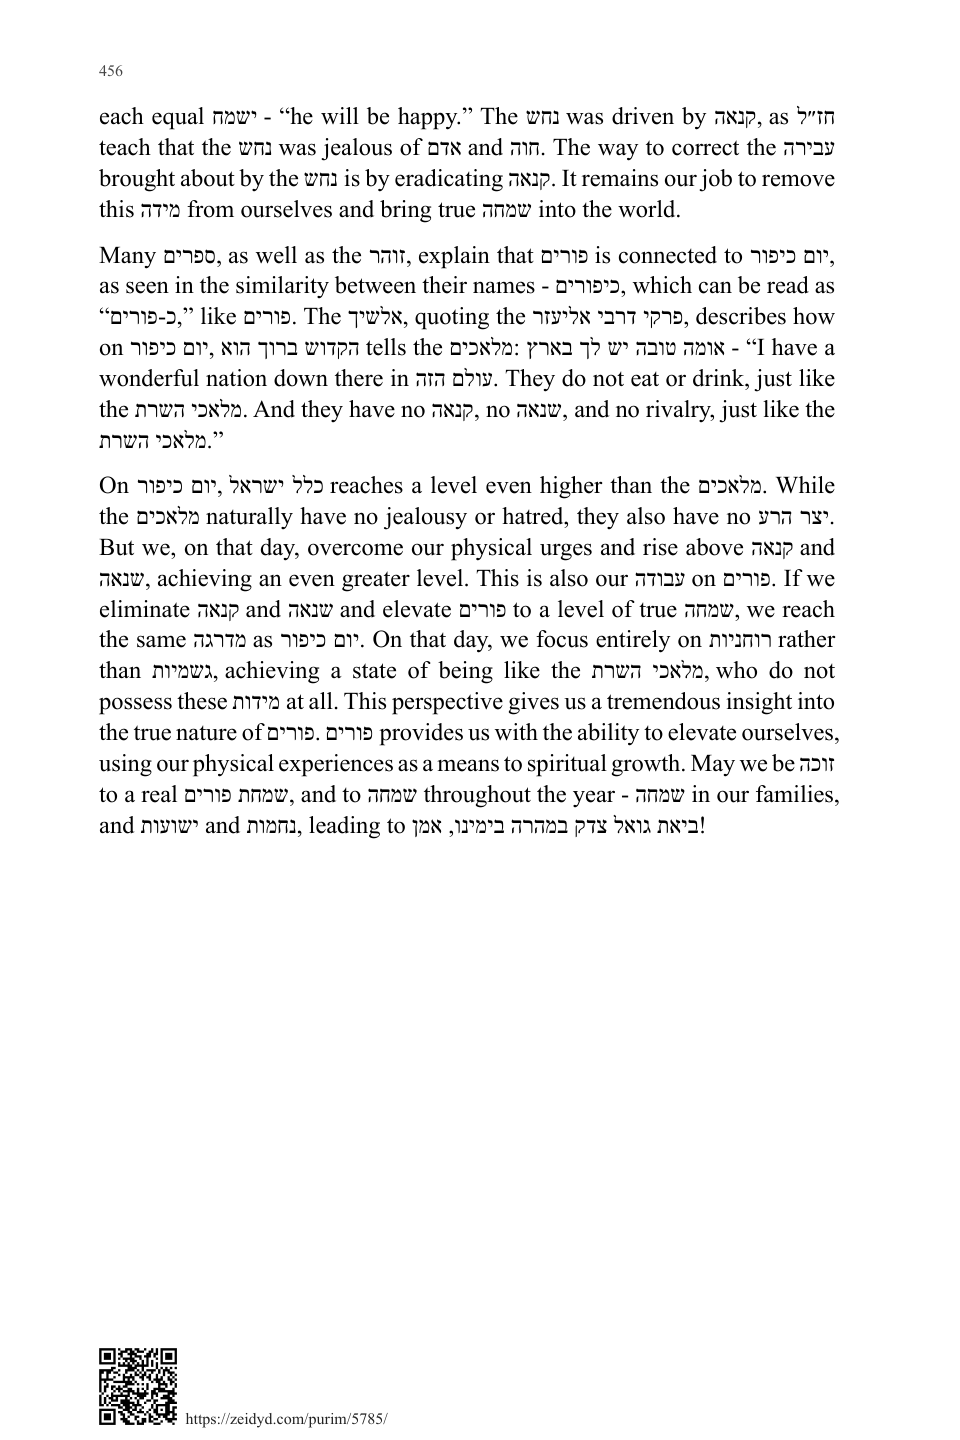 456
each equal ישמח - “he will be happy.” The נחש was driven by קנאה, as חז״ל
teach that the נחש was jealous of אדם and חוה. The way to correct the עבירה
brought about by the נחש is by eradicating קנאה. It remains our job to remove
this מידה from ourselves and bring true שמחה into the world.
Many ספרים, as well as the זוהר, explain that פורים is connected to יום כיפור,
as seen in the similarity between their names - כיפורים, which can be read as
“כ-פורים,” like פורים. The אלשיך, quoting the פרקי דרבי אליעזר, describes how
on יום כיפור, הקדוש ברוך הוא tells the מלאכים: אומה טובה יש לך בארץ - “I have a
wonderful nation down there in עולם הזה. They do not eat or drink, just like
the מלאכי השרת. And they have no קנאה, no שנאה, and no rivalry, just like the
מלאכי השרת.”
On יום כיפור, כלל ישראל reaches a level even higher than the מלאכים. While
the מלאכים naturally have no jealousy or hatred, they also have no יצר הרע.
But we, on that day, overcome our physical urges and rise above קנאה and
שנאה, achieving an even greater level. This is also our עבודה on פורים. If we
eliminate קנאה and שנאה and elevate פורים to a level of true שמחה, we reach
the same מדרגה as יום כיפור. On that day, we focus entirely on רוחניות rather
than גשמיות, achieving a state of being like the מלאכי השרת, who do not
possess these מידות at all. This perspective gives us a tremendous insight into
the true nature of פורים. פורים provides us with the ability to elevate ourselves,
using our physical experiences as a means to spiritual growth. May we be זוכה
to a real שמחת פורים, and to שמחה throughout the year - שמחה in our families,
and ישועות and נחמות, leading to ביאת גואל צדק במהרה בימינו, אמן!
https://zeidyd.com/purim/5785/